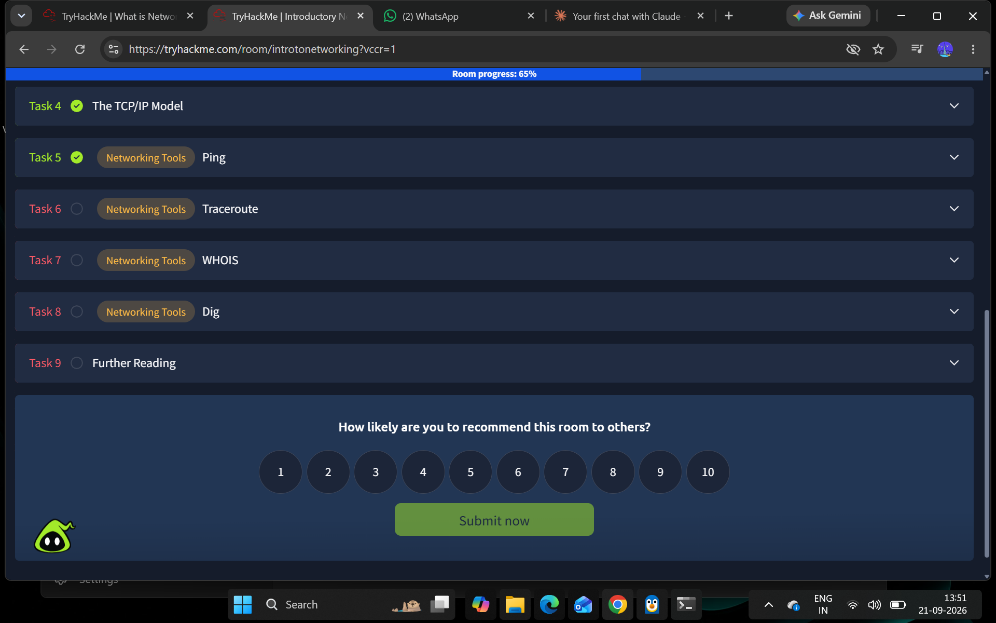 TryHackMe | What is Netwo
TryHackMe | Introductory N
(2) WhatsApp
Your first chat with Claude
Ask Gemini
https://tryhackme.com/room/introtonetworking?vccr=1
Room progress: 65%
Task 4 The TCP/IP Model
Task 5 Networking Tools Ping
Task 6 Networking Tools Traceroute
Task 7 Networking Tools WHOIS
Task 8 Networking Tools Dig
Task 9 Further Reading
How likely are you to recommend this room to others?
1 2 3 4 5 6 7 8 9 10
Submit now
Settings
Search
ENG
IN
13:51
21-09-2026